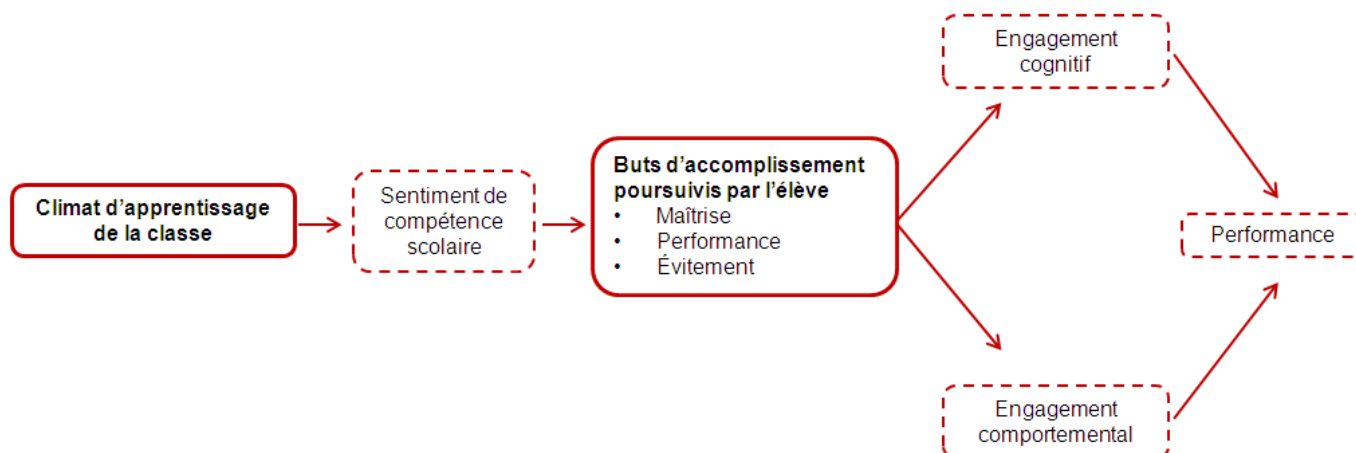 Climat d'apprentissage
de la classe
Sentiment de
compétence
scolaire
Buts d'accomplissement
poursuivis par l'élève
• Maîtrise
• Performance
• Évitement
Engagement
cognitif
Engagement
comportemental
Performance